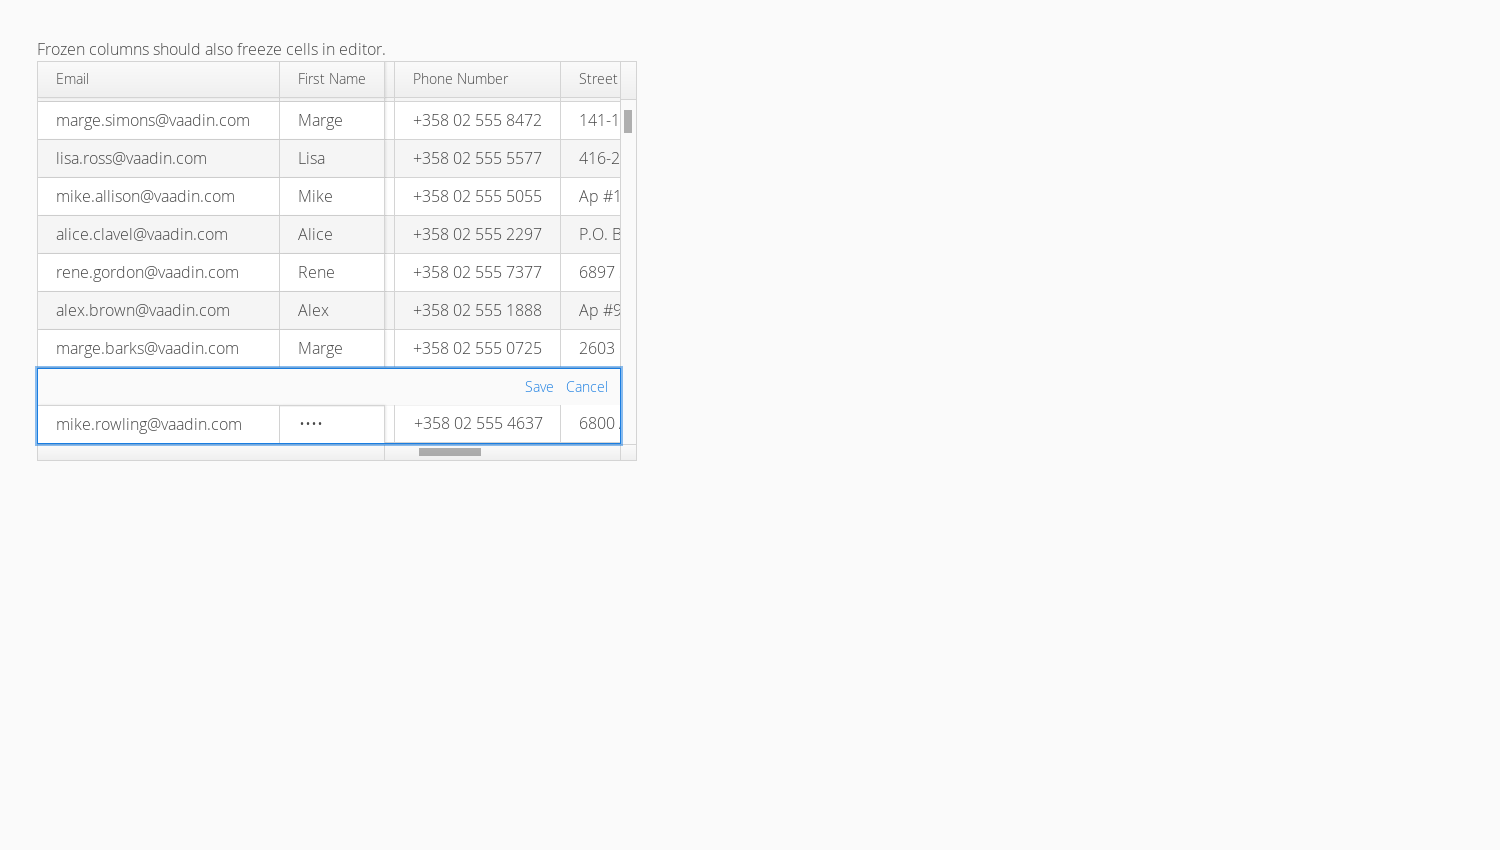 Frozen columns should also freeze cells in editor.
Email First Name Phone Number Street
marge.simons@vaadin.com Marge +358 02 555 8472 141-1
lisa.ross@vaadin.com Lisa +358 02 555 5577 416-2
mike.allison@vaadin.com Mike +358 02 555 5055 Ap #1
alice.clavel@vaadin.com Alice +358 02 555 2297 P.O. B
rene.gordon@vaadin.com Rene +358 02 555 7377 6897
alex.brown@vaadin.com Alex +358 02 555 1888 Ap #9
marge.barks@vaadin.com Marge +358 02 555 0725 2603
Save Cancel
mike.rowling@vaadin.com •••• +358 02 555 4637 6800